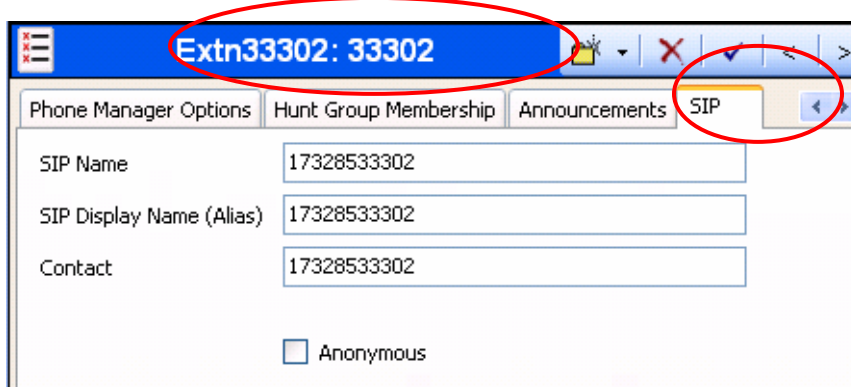 Extn33302: 33302
Phone Manager Options Hunt Group Membership Announcements SIP
SIP Name 17328533302
SIP Display Name (Alias) 17328533302
Contact 17328533302
Anonymous